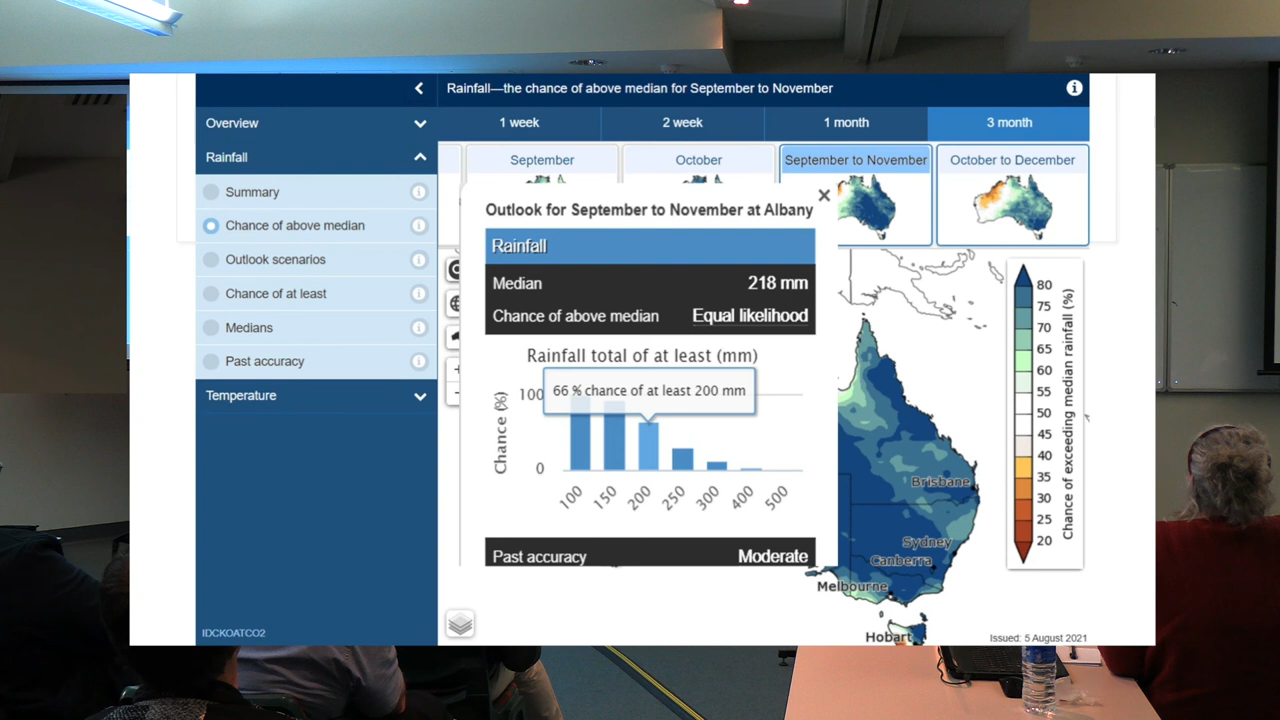 Rainfall—the chance of above median for September to November
Overview
1 week
2 week
1 month
3 month
Rainfall
September
October
September to November
October to December
Summary
Chance of above median
Outlook scenarios
Chance of at least
Medians
Past accuracy
Temperature
IDCKOATCO2
Outlook for September to November at Albany
Rainfall
Median 218 mm
Chance of above median Equal likelihood
Rainfall total of at least (mm)
66 % chance of at least 200 mm
Chance (%)
100
0
100 150 200 250 300 400 500
Past accuracy Moderate
Brisbane
Sydney
Canberra
Melbourne
Hobart
80
75
70
65
60
55
50
45
40
35
30
25
20
Chance of exceeding median rainfall (%)
Issued: 5 August 2021